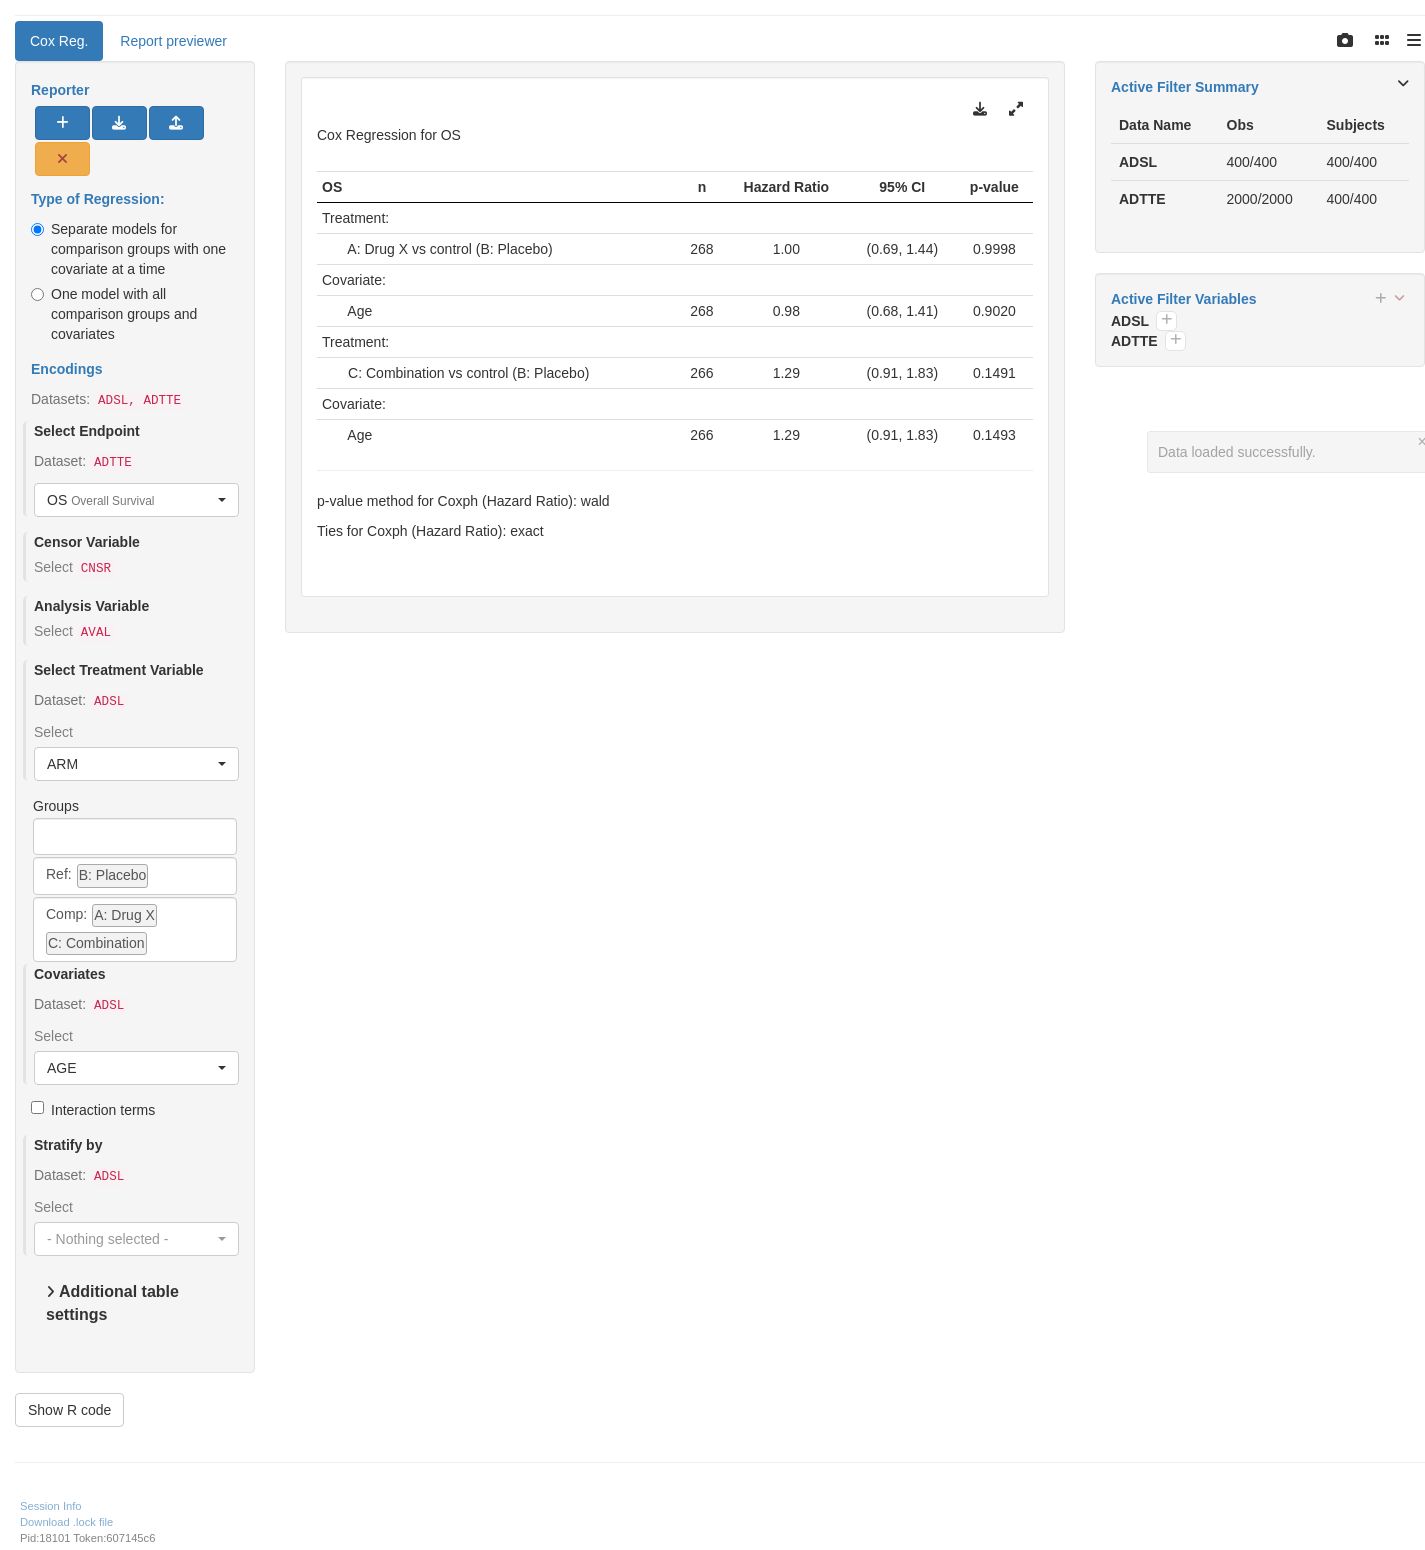 Cox Reg.
Report previewer
Reporter
Type of Regression:
Separate models for
comparison groups with one
covariate at a time
One model with all
comparison groups and
covariates
Encodings
Datasets: ADSL, ADTTE
Select Endpoint
Dataset: ADTTE
OS Overall Survival
Censor Variable
Select CNSR
Analysis Variable
Select AVAL
Select Treatment Variable
Dataset: ADSL
Select
ARM
Groups
Ref: B: Placebo
Comp: A: Drug X
C: Combination
Covariates
Dataset: ADSL
Select
AGE
Interaction terms
Stratify by
Dataset: ADSL
Select
- Nothing selected -
Additional table
settings
Show R code
Cox Regression for OS
OS n Hazard Ratio 95% CI p-value
Treatment:
A: Drug X vs control (B: Placebo) 268 1.00 (0.69, 1.44) 0.9998
Covariate:
Age 268 0.98 (0.68, 1.41) 0.9020
Treatment:
C: Combination vs control (B: Placebo) 266 1.29 (0.91, 1.83) 0.1491
Covariate:
Age 266 1.29 (0.91, 1.83) 0.1493
p-value method for Coxph (Hazard Ratio): wald
Ties for Coxph (Hazard Ratio): exact
Active Filter Summary
Data Name Obs Subjects
ADSL 400/400 400/400
ADTTE 2000/2000 400/400
Active Filter Variables
ADSL
ADTTE
Data loaded successfully.
Session Info
Download .lock file
Pid:18101 Token:607145c6